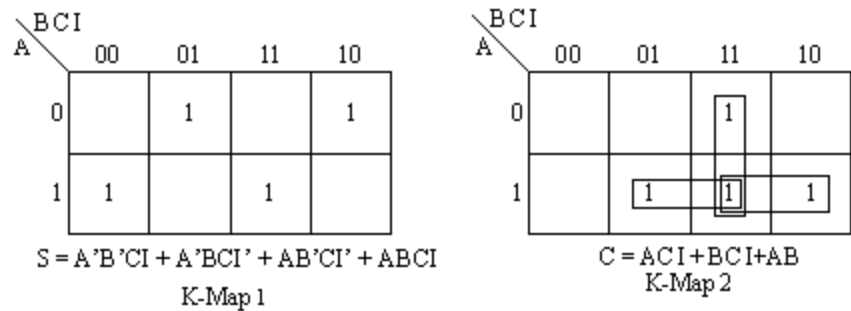 BCI
A
00 01 11 10
0 1 1
1 1 1
S = A'B'CI + A'BCI' + AB'CI' + ABCI
K-Map 1
BCI
A
00 01 11 10
0 1
1 1 1 1
C = ACI + BCI+AB
K-Map 2